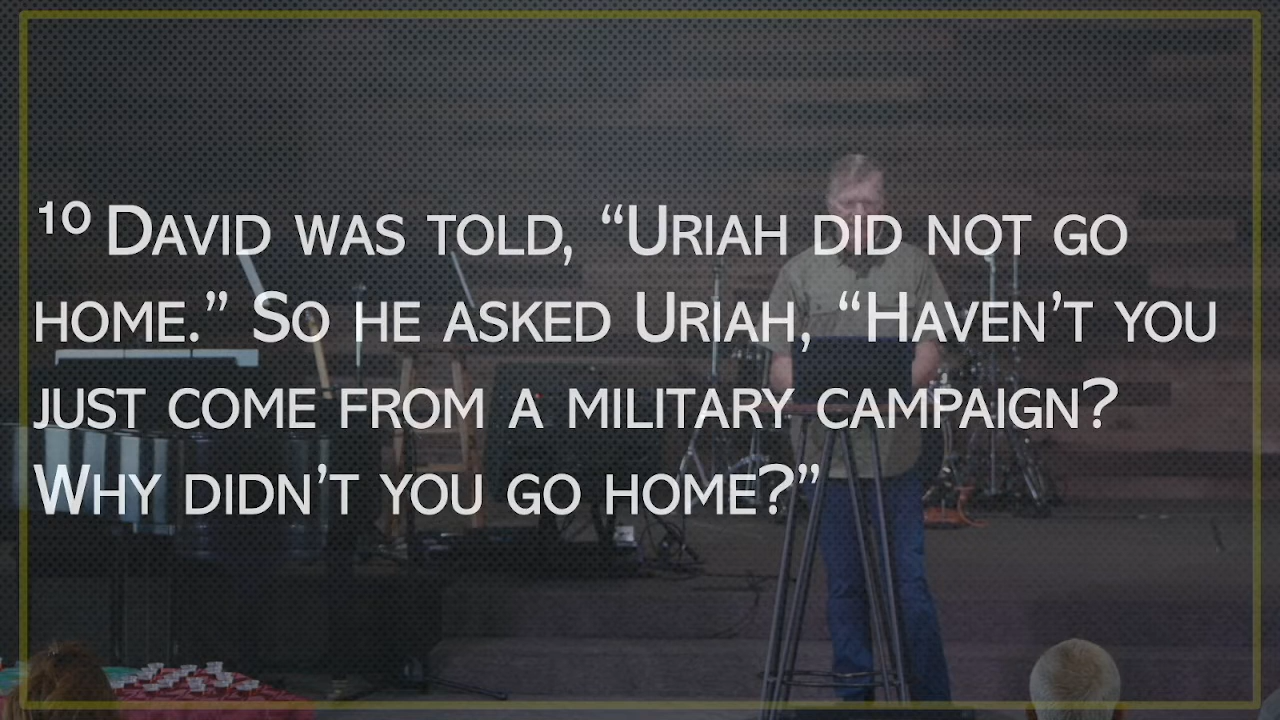 ¹⁰ David was told, “Uriah did not go
home.” So he asked Uriah, “Haven’t you
just come from a military campaign?
Why didn’t you go home?”